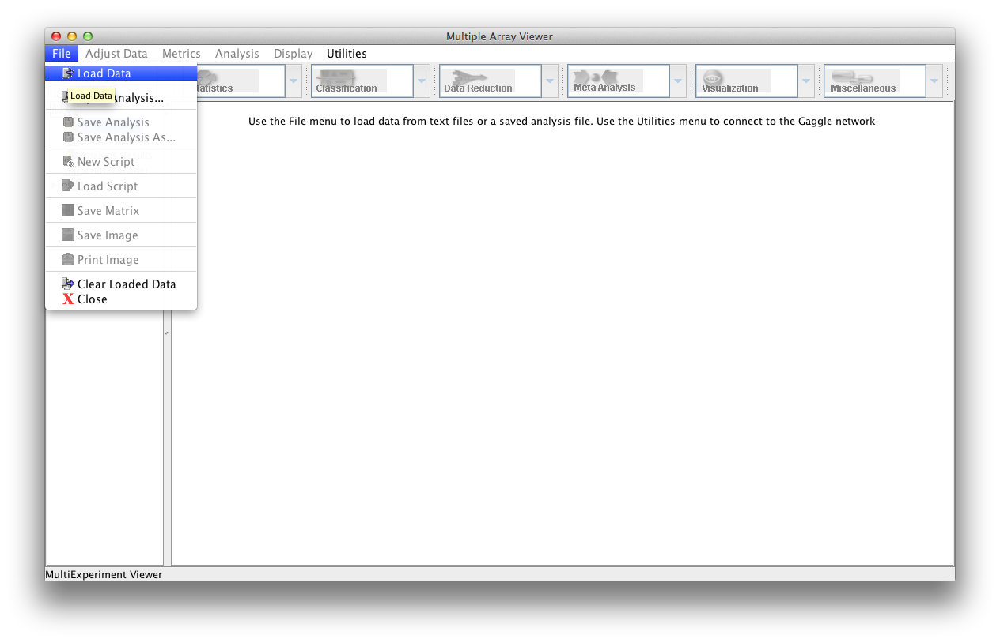 Multiple Array Viewer
File Adjust Data Metrics Analysis Display Utilities
Load Data
Load Data
Analysis...
Save Analysis
Save Analysis As...
New Script
Load Script
Save Matrix
Save Image
Print Image
Clear Loaded Data
Close
Classification
Data Reduction
Meta Analysis
Visualization
Miscellaneous
Use the File menu to load data from text files or a saved analysis file. Use the Utilities menu to connect to the Gaggle network
MultiExperiment Viewer